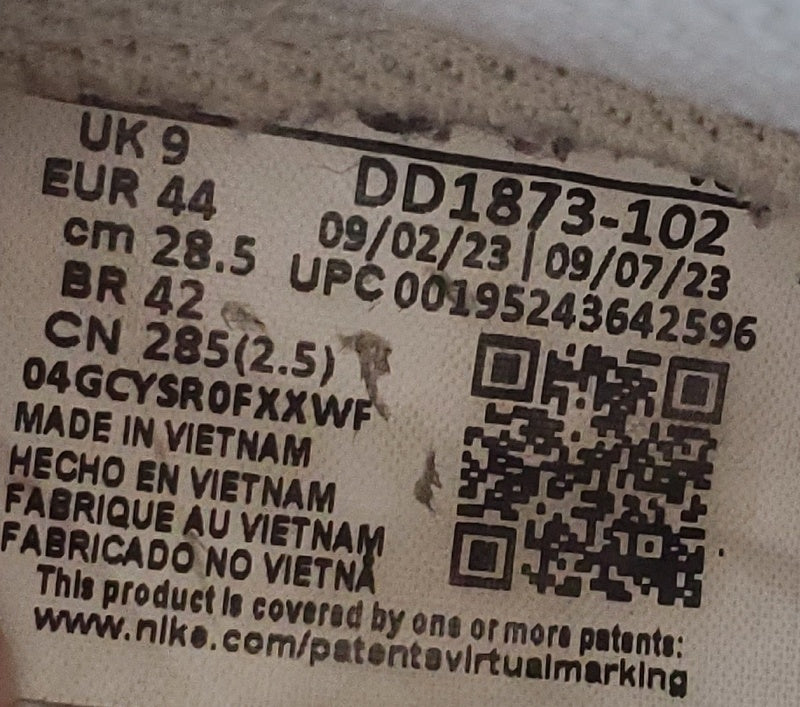 UK 9
EUR 44
cm 28.5
BR 42
CN 285(2.5)
04GCYSR0FXXWF
MADE IN VIETNAM
HECHO EN VIETNAM
FABRIQUE AU VIETNAM
FABRICADO NO VIETNÃ
DD1873-102
09/02/23 | 09/07/23
UPC 00195243642596
This product is covered by one or more patents:
www.nike.com/patentsvirtualmarking